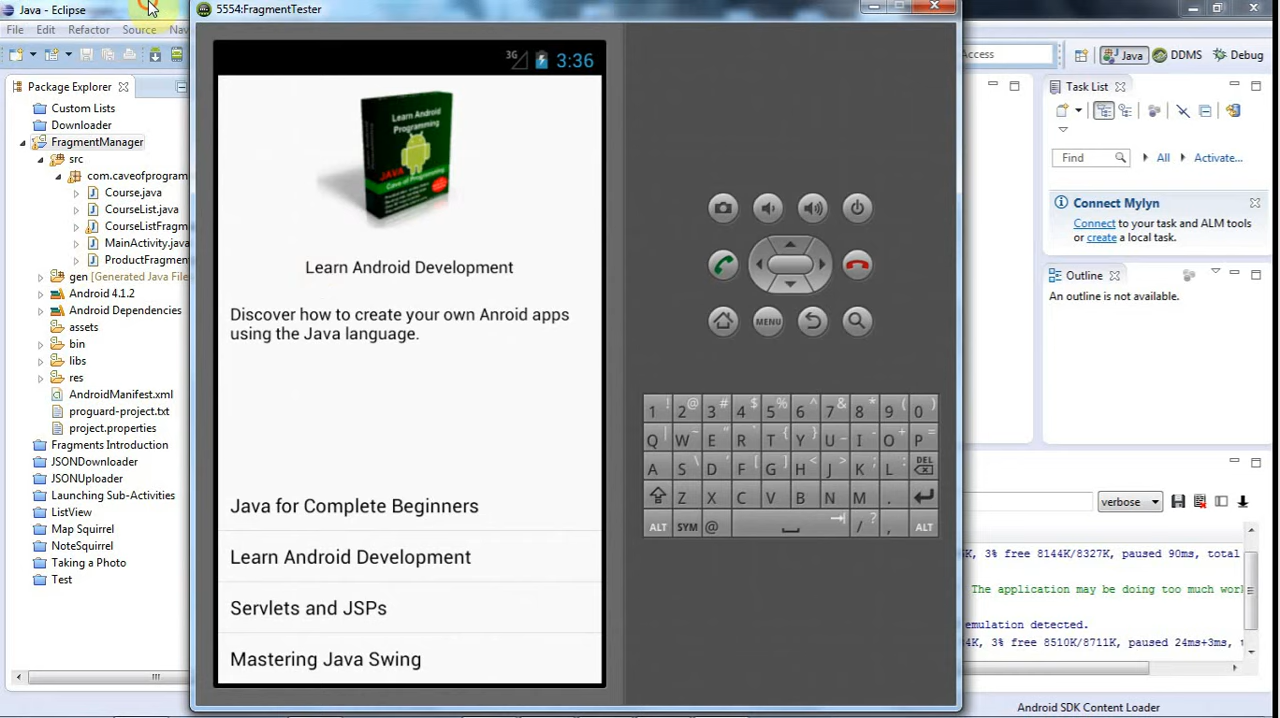 Java - Eclipse
5554:FragmentTester
File Edit Refactor Source Nav
Access
Java DDMS Debug
3G 3:36
Package Explorer
Task List
Custom Lists
Downloader
FragmentManager
src
com.caveofprogram
Course.java
CourseList.java
CourseListFragm
MainActivity.java
ProductFragmen
gen [Generated Java File
Android 4.1.2
Android Dependencies
assets
bin
libs
res
AndroidManifest.xml
proguard-project.txt
project.properties
Fragments Introduction
JSONDownloader
JSONUploader
Launching Sub-Activities
ListView
Map Squirrel
NoteSquirrel
Taking a Photo
Test
Learn Android
Programming
JAVA
Cave of Programming
Learn Android Development
Discover how to create your own Anroid apps
using the Java language.
Java for Complete Beginners
Learn Android Development
Servlets and JSPs
Mastering Java Swing
MENU
1 ! 2 @ 3 # 4 $ 5 % 6 ^ 7 & 8 * 9 ( 0 )
Q | W ~ E " R ` T { Y } U _ I - O + P =
A S \ D ' F [ G ] H < J > K ; L : DEL
Z X C V B N M .
ALT SYM @ / ? , ALT
Find All Activate...
Connect Mylyn
Connect to your task and ALM tools
or create a local task.
Outline
An outline is not available.
verbose
K, 3% free 8144K/8327K, paused 90ms, total
The application may be doing too much work
emulation detected.
4K, 3% free 8510K/8711K, paused 24ms+3ms, t
Android SDK Content Loader